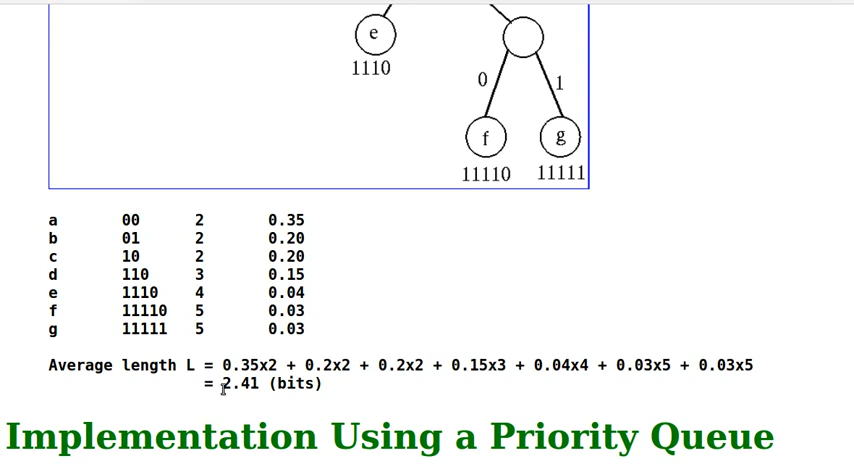 e
1110
0 1
f g
11110 11111
a 00 2 0.35
b 01 2 0.20
c 10 2 0.20
d 110 3 0.15
e 1110 4 0.04
f 11110 5 0.03
g 11111 5 0.03
Average length L = 0.35x2 + 0.2x2 + 0.2x2 + 0.15x3 + 0.04x4 + 0.03x5 + 0.03x5
= 2.41 (bits)
Implementation Using a Priority Queue